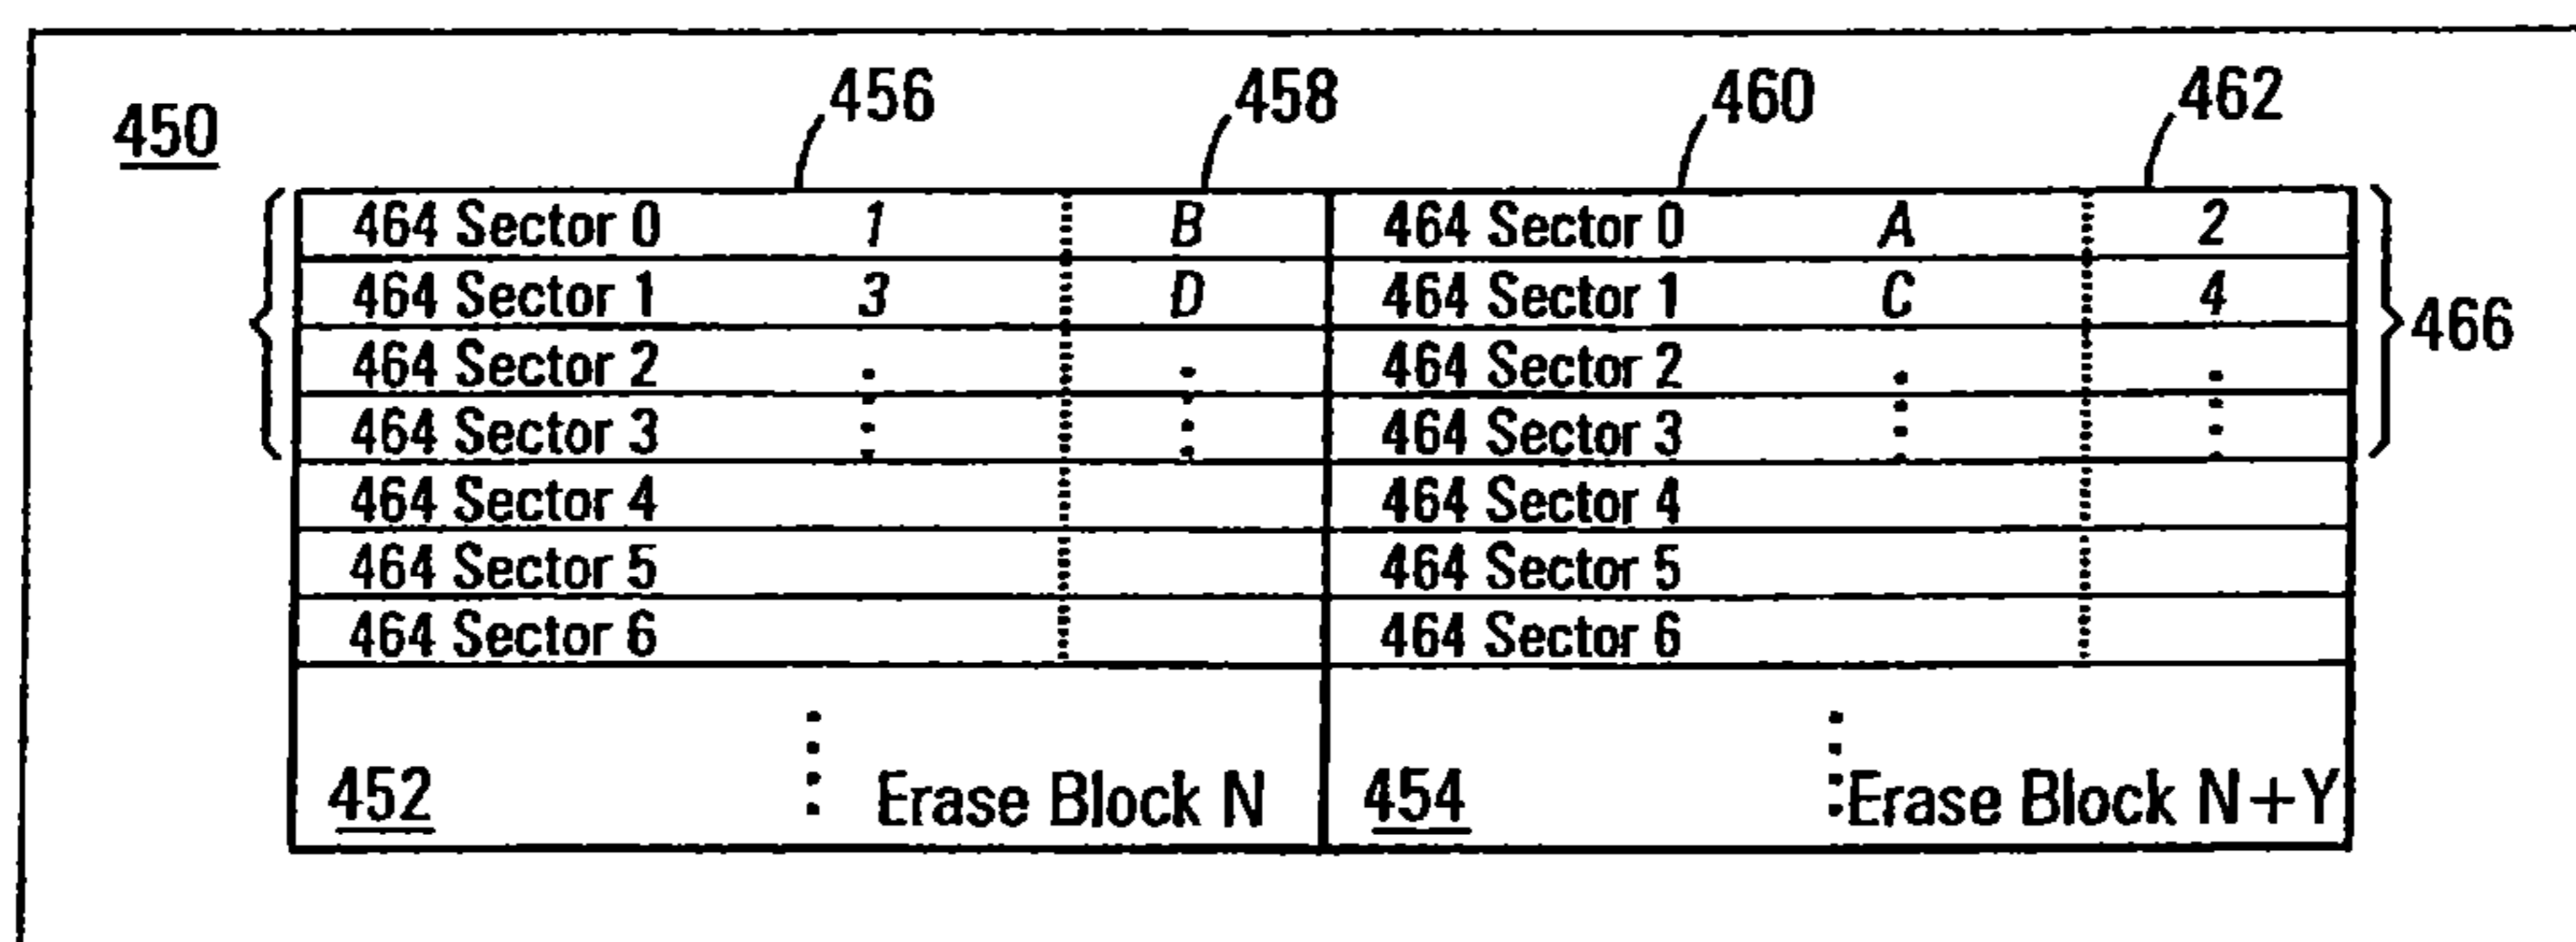 456 458 460 462
450
464 Sector 0 1 B 464 Sector 0 A 2
464 Sector 1 3 D 464 Sector 1 C 4
466
464 Sector 2 464 Sector 2
464 Sector 3 464 Sector 3
464 Sector 4 464 Sector 4
464 Sector 5 464 Sector 5
464 Sector 6 464 Sector 6
452 Erase Block N 454 Erase Block N+Y